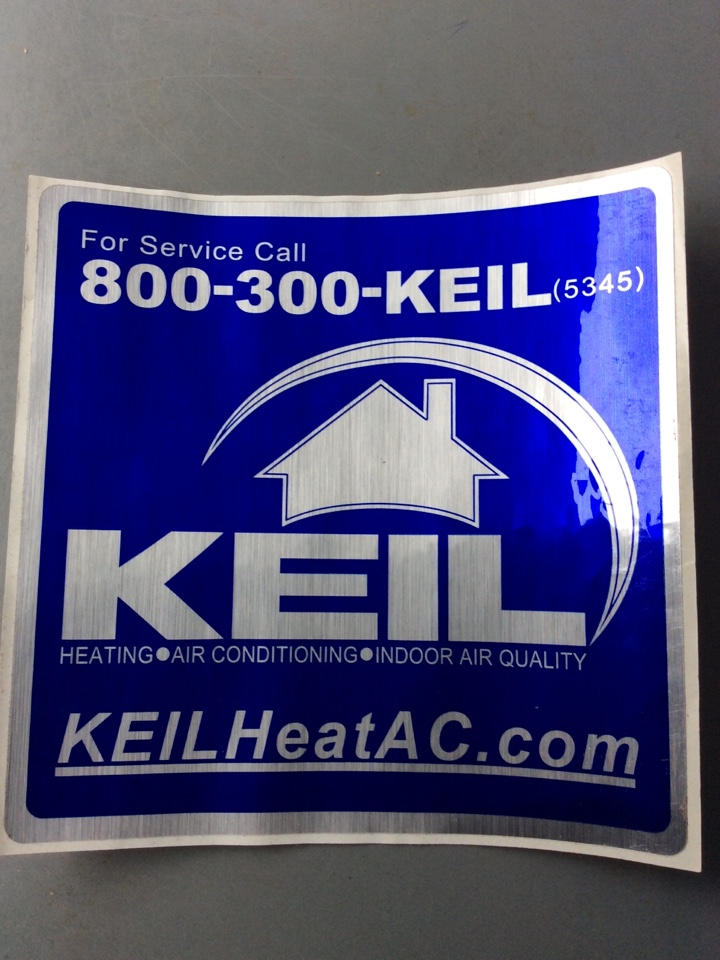 For Service Call
800-300-KEIL(5345)
KEIL
HEATING●AIR CONDITIONING●INDOOR AIR QUALITY
KEILHeatAC.com